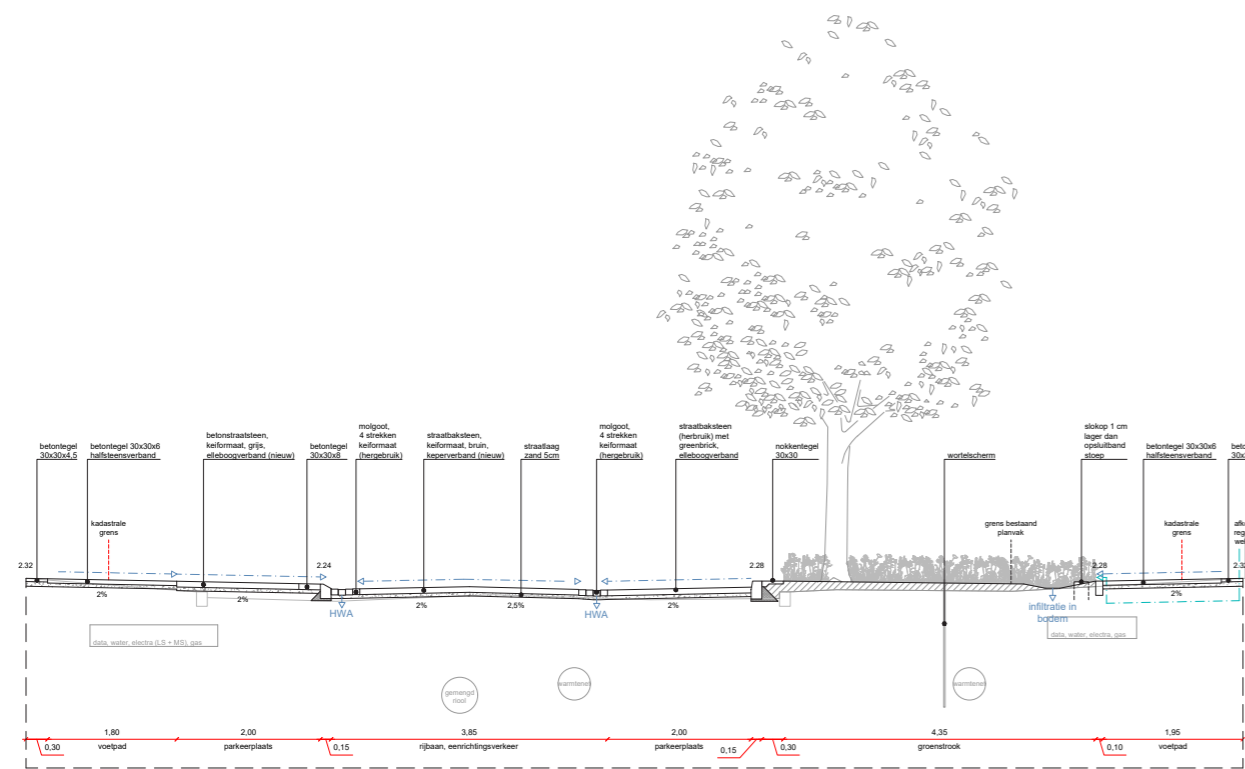 betontegel
30x30x4,5
betontegel 30x30x6
halfsteensverband
betonstraatsteen,
keiformaat, grijs,
elleboogverband (nieuw)
betontegel
30x30x8
molgoot,
4 strekken
keiformaat
(hergebruik)
straatbaksteen,
keiformaat, bruin,
keperverband (nieuw)
straatlaag
zand 5cm
molgoot,
4 strekken
keiformaat
(hergebruik)
straatbaksteen
(herbruik) met
greenbrick,
elleboogverband
nokkentegel
30x30
wortelscherm
slokop 1 cm
lager dan
opsluitband
stoep
betontegel 30x30x6
halfsteensverband
kadastrale
grens
grens bestaand
planvak
kadastrale
grens
2.32
2.24
2.28
2.28
2%
2%
2%
2,5%
2%
2%
HWA
HWA
infiltratie in
bodem
data, water, electra (LS + MS), gas
data, water, electra, gas
gemengd
riool
warmtenet
warmtenet
0,30
1,80
voetpad
2,00
parkeerplaats
0,15
3,85
rijbaan, eenrichtingsverkeer
2,00
parkeerplaats
0,15
0,30
4,35
groenstrook
0,10
1,95
voetpad